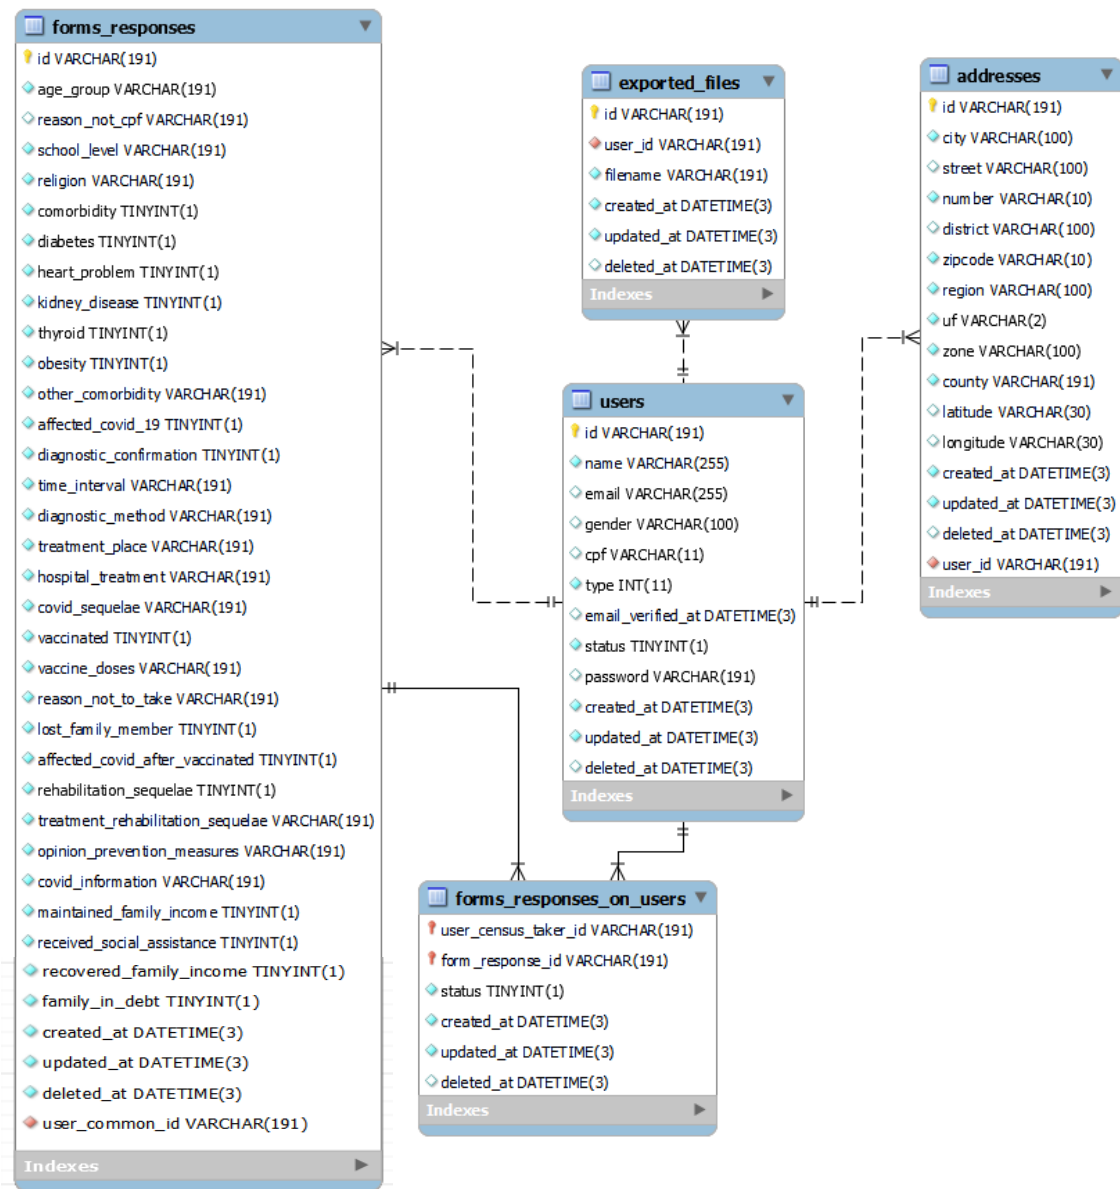 forms_responses
id VARCHAR(191)
age_group VARCHAR(191)
reason_not_cpf VARCHAR(191)
school_level VARCHAR(191)
religion VARCHAR(191)
comorbidity TINYINT(1)
diabetes TINYINT(1)
heart_problem TINYINT(1)
kidney_disease TINYINT(1)
thyroid TINYINT(1)
obesity TINYINT(1)
other_comorbidity VARCHAR(191)
affected_covid_19 TINYINT(1)
diagnostic_confirmation TINYINT(1)
time_interval VARCHAR(191)
diagnostic_method VARCHAR(191)
treatment_place VARCHAR(191)
hospital_treatment VARCHAR(191)
covid_sequelae VARCHAR(191)
vaccinated TINYINT(1)
vaccine_doses VARCHAR(191)
reason_not_to_take VARCHAR(191)
lost_family_member TINYINT(1)
affected_covid_after_vaccinated TINYINT(1)
rehabilitation_sequelae TINYINT(1)
treatment_rehabilitation_sequelae VARCHAR(191)
opinion_prevention_measures VARCHAR(191)
covid_information VARCHAR(191)
maintained_family_income TINYINT(1)
received_social_assistance TINYINT(1)
recovered_family_income TINYINT(1)
family_in_debt TINYINT(1)
created_at DATETIME(3)
updated_at DATETIME(3)
deleted_at DATETIME(3)
user_common_id VARCHAR(191)
Indexes
exported_files
id VARCHAR(191)
user_id VARCHAR(191)
filename VARCHAR(191)
created_at DATETIME(3)
updated_at DATETIME(3)
deleted_at DATETIME(3)
Indexes
users
id VARCHAR(191)
name VARCHAR(255)
email VARCHAR(255)
gender VARCHAR(100)
cpf VARCHAR(11)
type INT(11)
email_verified_at DATETIME(3)
status TINYINT(1)
password VARCHAR(191)
created_at DATETIME(3)
updated_at DATETIME(3)
deleted_at DATETIME(3)
Indexes
forms_responses_on_users
user_census_taker_id VARCHAR(191)
form_response_id VARCHAR(191)
status TINYINT(1)
created_at DATETIME(3)
updated_at DATETIME(3)
deleted_at DATETIME(3)
Indexes
addresses
id VARCHAR(191)
city VARCHAR(100)
street VARCHAR(100)
number VARCHAR(10)
district VARCHAR(100)
zipcode VARCHAR(10)
region VARCHAR(100)
uf VARCHAR(2)
zone VARCHAR(100)
county VARCHAR(191)
latitude VARCHAR(30)
longitude VARCHAR(30)
created_at DATETIME(3)
updated_at DATETIME(3)
deleted_at DATETIME(3)
user_id VARCHAR(191)
Indexes